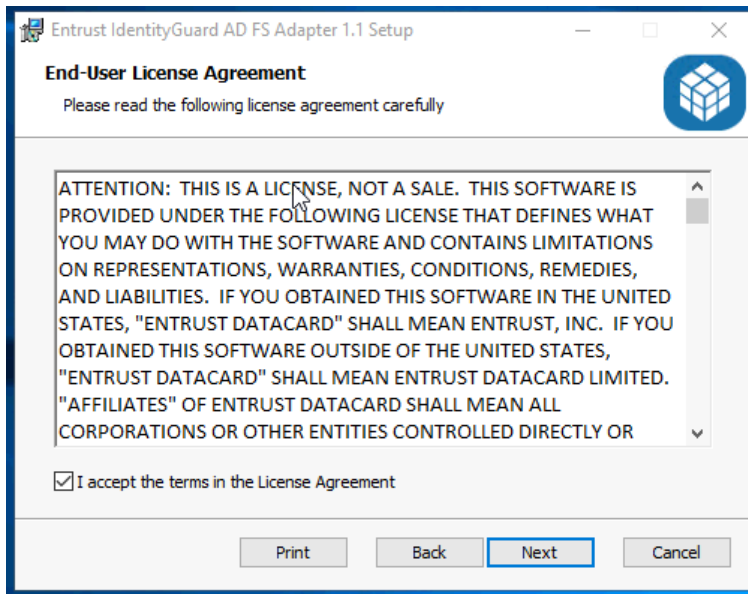 Entrust IdentityGuard AD FS Adapter 1.1 Setup
End-User License Agreement
Please read the following license agreement carefully
ATTENTION:  THIS IS A LICENSE, NOT A SALE.  THIS SOFTWARE IS
PROVIDED UNDER THE FOLLOWING LICENSE THAT DEFINES WHAT
YOU MAY DO WITH THE SOFTWARE AND CONTAINS LIMITATIONS
ON REPRESENTATIONS, WARRANTIES, CONDITIONS, REMEDIES,
AND LIABILITIES.  IF YOU OBTAINED THIS SOFTWARE IN THE UNITED
STATES, "ENTRUST DATACARD" SHALL MEAN ENTRUST, INC.  IF YOU
OBTAINED THIS SOFTWARE OUTSIDE OF THE UNITED STATES,
"ENTRUST DATACARD" SHALL MEAN ENTRUST DATACARD LIMITED.
"AFFILIATES" OF ENTRUST DATACARD SHALL MEAN ALL
CORPORATIONS OR OTHER ENTITIES CONTROLLED DIRECTLY OR
I accept the terms in the License Agreement
Print Back Next Cancel